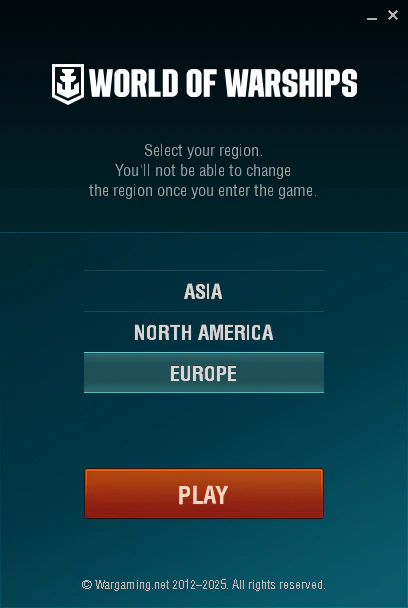 WORLD OF WARSHIPS
Select your region.
You'll not be able to change
the region once you enter the game.
ASIA
NORTH AMERICA
EUROPE
PLAY
© Wargaming.net 2012–2025. All rights reserved.